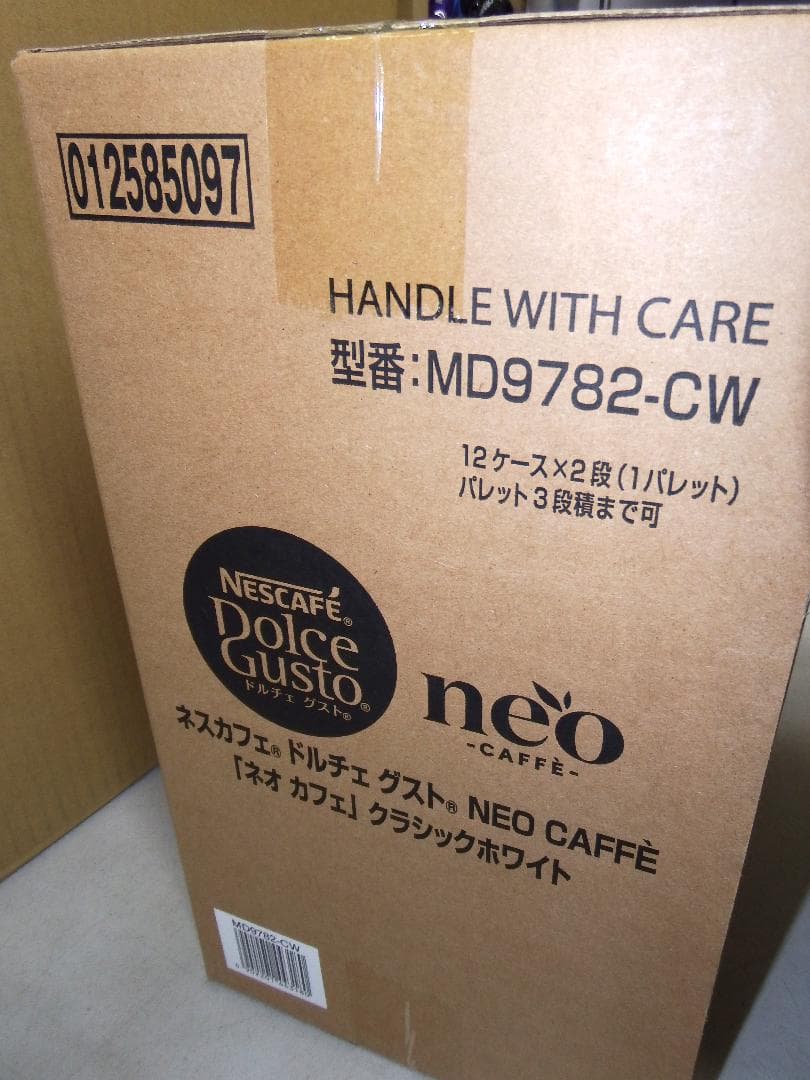 012585097
HANDLE WITH CARE
型番:MD9782-CW
12ケース×2段(1パレット)
パレット3段積まで可
NESCAFÉ®
Dolce
Gusto®
ドルチェ グスト®
neo
-CAFFÈ-
ネスカフェ® ドルチェ グスト® NEO CAFFÈ
「ネオ カフェ」クラシックホワイト
MD9782-CW